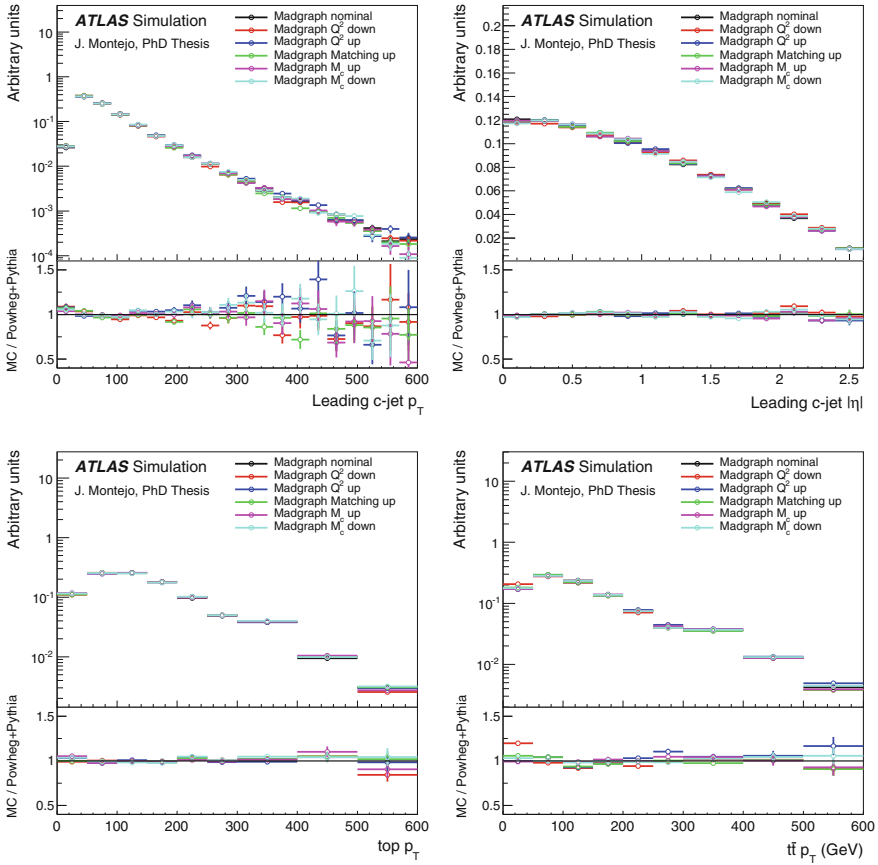 ATLAS Simulation
J. Montejo, PhD Thesis
Madgraph nominal
Madgraph Q² down
Madgraph Q² up
Madgraph Matching up
Madgraph M_c up
Madgraph M_c down
Arbitrary units
10
1
10⁻¹
10⁻²
10⁻³
10⁻⁴
MC / Powheg+Pythia
1.5
1
0.5
0 100 200 300 400 500 600
Leading c-jet p_T
ATLAS Simulation
J. Montejo, PhD Thesis
Madgraph nominal
Madgraph Q² down
Madgraph Q² up
Madgraph Matching up
Madgraph M_c up
Madgraph M_c down
Arbitrary units
0.2
0.18
0.16
0.14
0.12
0.10
0.08
0.06
0.04
0.02
MC / Powheg+Pythia
1.5
1
0.5
0 0.5 1 1.5 2 2.5
Leading c-jet |η|
ATLAS Simulation
J. Montejo, PhD Thesis
Madgraph nominal
Madgraph Q² down
Madgraph Q² up
Madgraph Matching up
Madgraph M_c up
Madgraph M_c down
Arbitrary units
10
1
10⁻¹
10⁻²
MC / Powheg+Pythia
1.5
1
0.5
0 100 200 300 400 500 600
top p_T
ATLAS Simulation
J. Montejo, PhD Thesis
Madgraph nominal
Madgraph Q² down
Madgraph Q² up
Madgraph Matching up
Madgraph M_c up
Madgraph M_c down
Arbitrary units
10
1
10⁻¹
10⁻²
MC / Powheg+Pythia
1.5
1
0.5
0 100 200 300 400 500 600
tt̄ p_T (GeV)